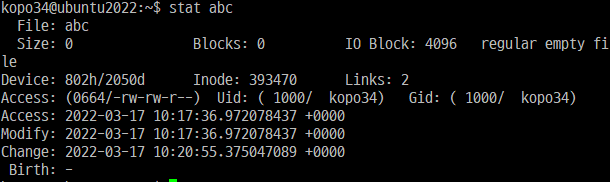 kopo34@ubuntu2022:~$ stat abc
  File: abc
  Size: 0               Blocks: 0          IO Block: 4096   regular empty fi
le
Device: 802h/2050d      Inode: 393470      Links: 2
Access: (0664/-rw-rw-r--)  Uid: ( 1000/  kopo34)   Gid: ( 1000/  kopo34)
Access: 2022-03-17 10:17:36.972078437 +0000
Modify: 2022-03-17 10:17:36.972078437 +0000
Change: 2022-03-17 10:20:55.375047089 +0000
 Birth: -